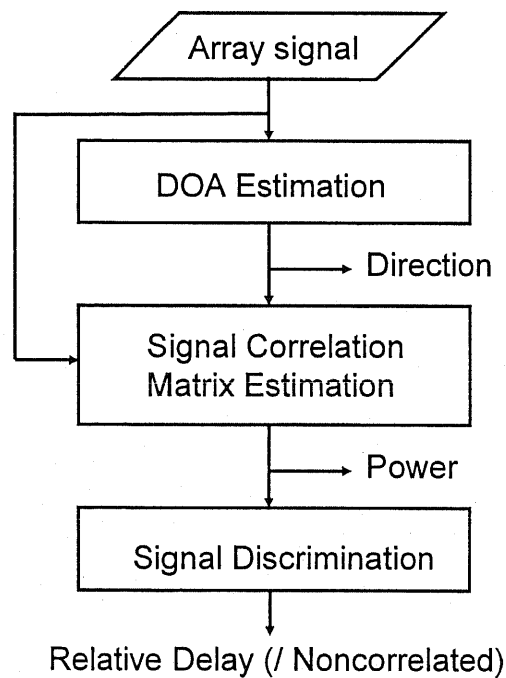 Array signal
DOA Estimation
Direction
Signal Correlation
Matrix Estimation
Power
Signal Discrimination
Relative Delay (/ Noncorrelated)